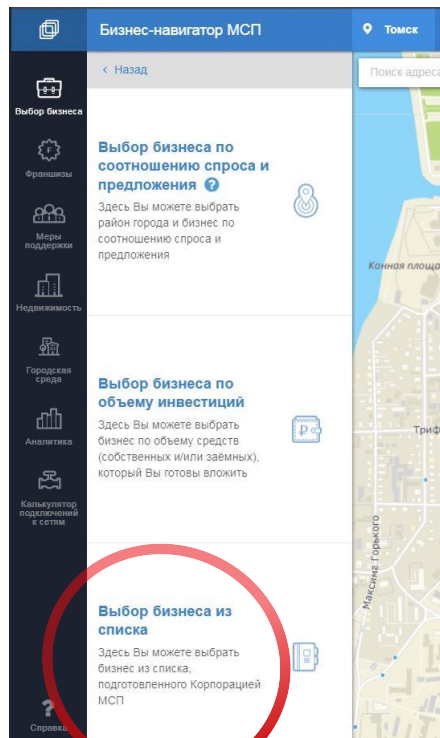 Бизнес-навигатор МСП
Томск
< Назад
Поиск адреса
Выбор бизнеса
Франшизы
Меры
поддержки
Недвижимость
Городская
среда
Аналитика
Калькулятор
подключений
к сетям
Справка
Выбор бизнеса по
соотношению спроса и
предложения ?
Здесь Вы можете выбрать
район города и бизнес по
соотношению спроса и
предложения
Выбор бизнеса по
объему инвестиций
Здесь Вы можете выбрать
бизнес по объему средств
(собственных и/или заёмных),
который Вы готовы вложить
Выбор бизнеса из
списка
Здесь Вы можете выбрать
бизнес из списка,
подготовленного Корпорацией
МСП
Конная площа
Триф
Максима Горького